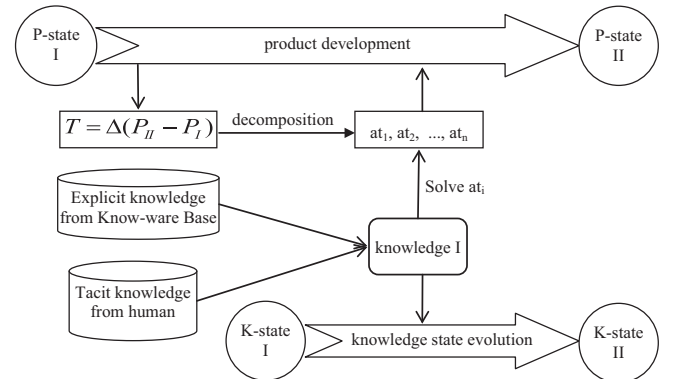 P-state
I
product development
P-state
II
T = Δ(P_II − P_I)
decomposition
at₁, at₂, ..., atₙ
Solve atᵢ
Explicit knowledge
from Know-ware Base
knowledge I
Tacit knowledge
from human
K-state
I
knowledge state evolution
K-state
II